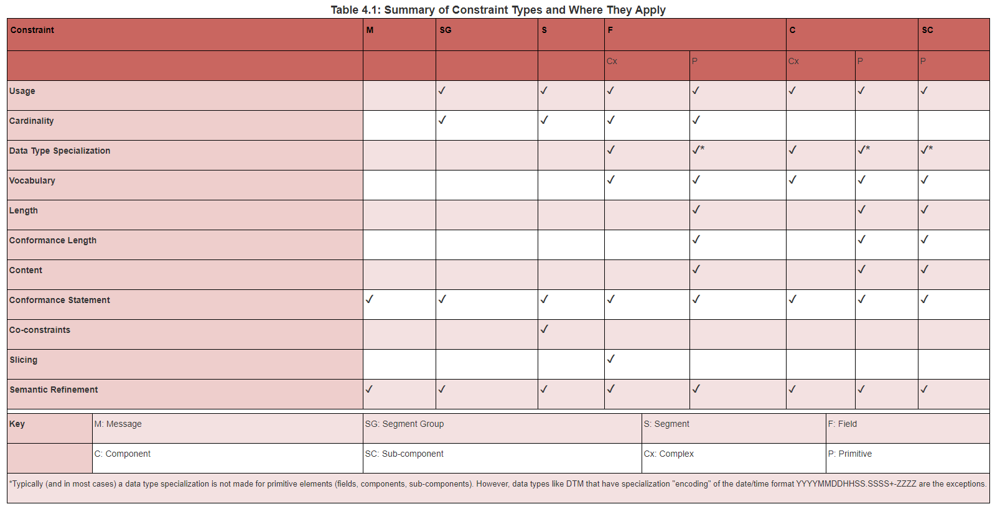 Table 4.1: Summary of Constraint Types and Where They Apply
Constraint M SG S F C SC
Cx P Cx P P
Usage ✓ ✓ ✓ ✓ ✓ ✓ ✓
Cardinality ✓ ✓ ✓ ✓
Data Type Specialization ✓ ✓* ✓ ✓* ✓*
Vocabulary ✓ ✓ ✓ ✓ ✓
Length ✓ ✓ ✓
Conformance Length ✓ ✓ ✓
Content ✓ ✓ ✓
Conformance Statement ✓ ✓ ✓ ✓ ✓ ✓ ✓ ✓
Co-constraints ✓
Slicing ✓
Semantic Refinement ✓ ✓ ✓ ✓ ✓ ✓ ✓ ✓
Key M: Message SG: Segment Group S: Segment F: Field
C: Component SC: Sub-component Cx: Complex P: Primitive
*Typically (and in most cases) a data type specialization is not made for primitive elements (fields, components, sub-components). However, data types like DTM that have specialization "encoding" of the date/time format YYYYMMDDHHSS.SSSS+-ZZZZ are the exceptions.